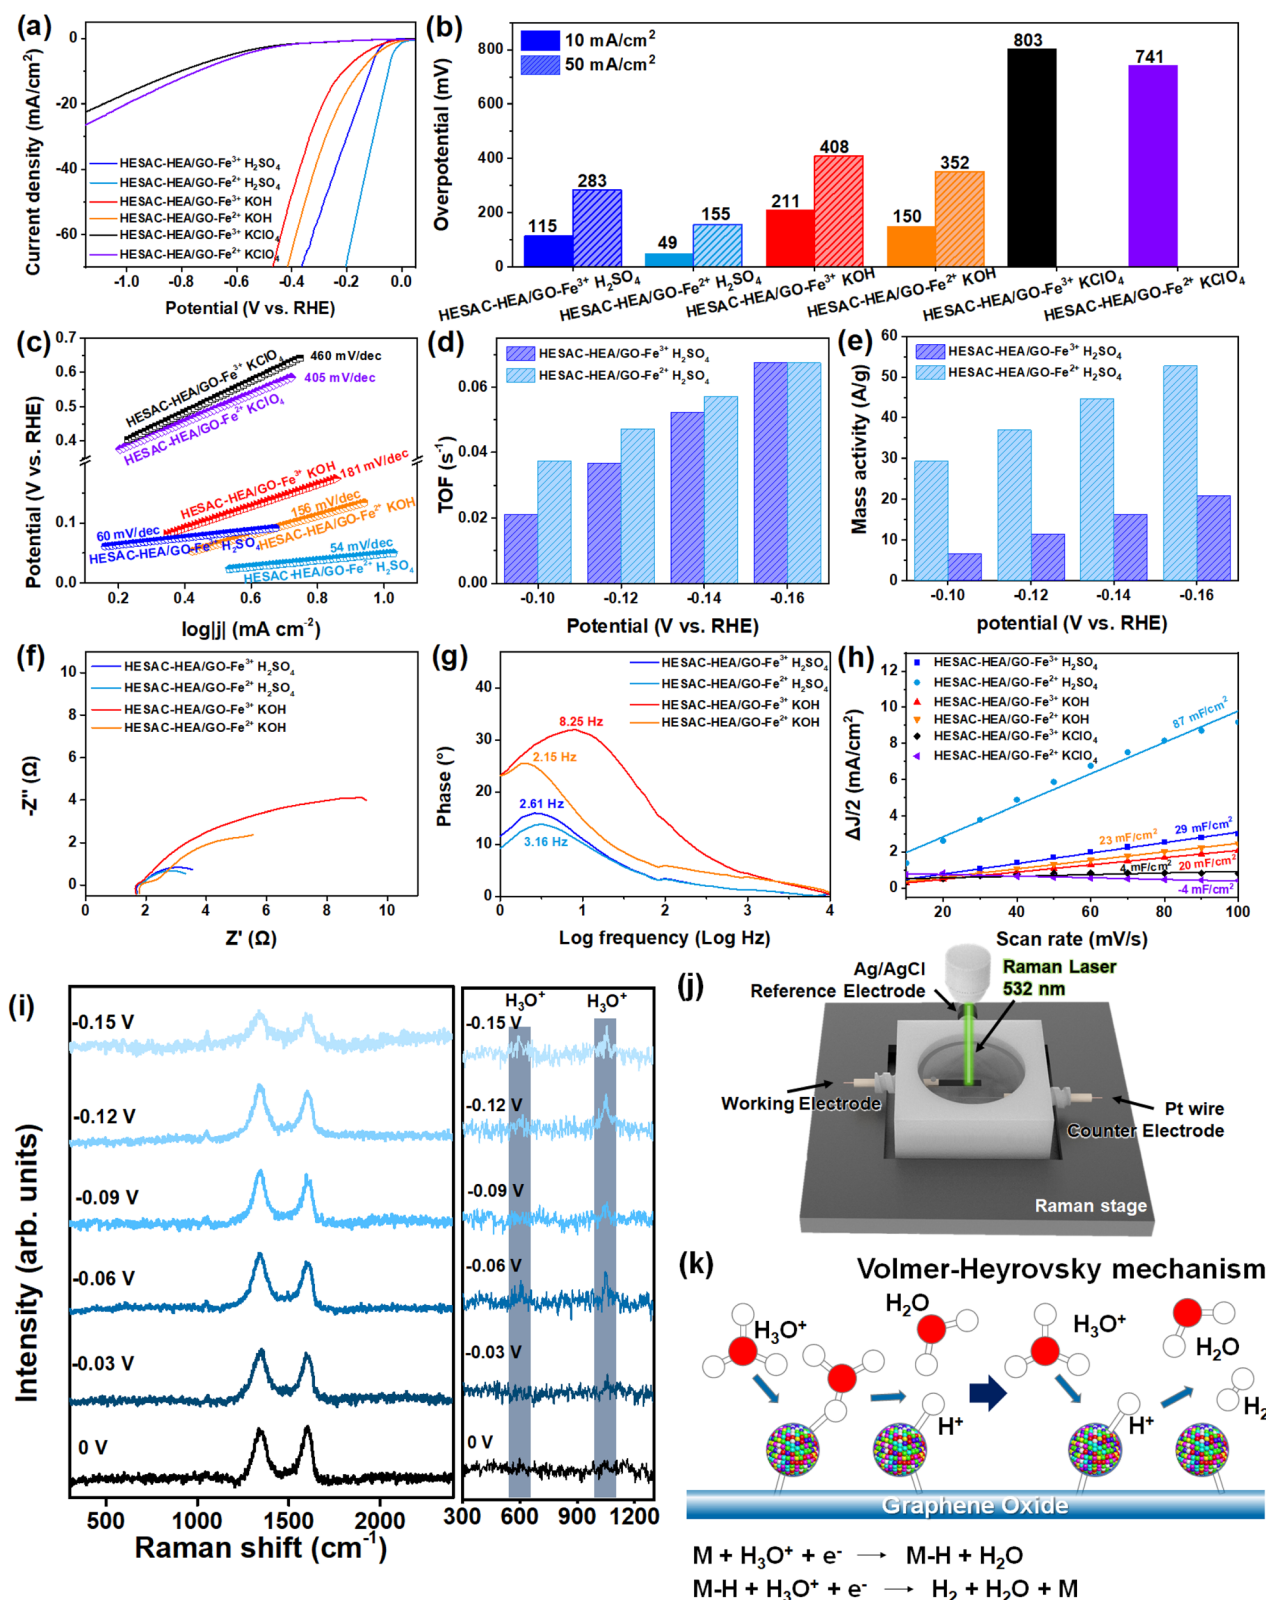 (a)
Current density (mA/cm²)
0
-20
-40
-60
HESAC-HEA/GO-Fe³⁺ H₂SO₄
HESAC-HEA/GO-Fe²⁺ H₂SO₄
HESAC-HEA/GO-Fe³⁺ KOH
HESAC-HEA/GO-Fe²⁺ KOH
HESAC-HEA/GO-Fe³⁺ KClO₄
HESAC-HEA/GO-Fe²⁺ KClO₄
-1.0 -0.8 -0.6 -0.4 -0.2 0.0
Potential (V vs. RHE)
(b)
Overpotential (mV)
800
600
400
200
0
10 mA/cm²
50 mA/cm²
115 283 49 155 211 408 150 352 803 741
HESAC-HEA/GO-Fe³⁺ H₂SO₄
HESAC-HEA/GO-Fe²⁺ H₂SO₄
HESAC-HEA/GO-Fe³⁺ KOH
HESAC-HEA/GO-Fe²⁺ KOH
HESAC-HEA/GO-Fe³⁺ KClO₄
HESAC-HEA/GO-Fe²⁺ KClO₄
(c)
Potential (V vs. RHE)
0.7
0.6
0.5
0.4
0.1
0.0
HESAC-HEA/GO-Fe³⁺ KClO₄
460 mV/dec
405 mV/dec
HESAC-HEA/GO-Fe²⁺ KClO₄
HESAC-HEA/GO-Fe³⁺ KOH
181 mV/dec
156 mV/dec
HESAC-HEA/GO-Fe²⁺ KOH
60 mV/dec
HESAC-HEA/GO-Fe³⁺ H₂SO₄
54 mV/dec
HESAC-HEA/GO-Fe²⁺ H₂SO₄
0.2 0.4 0.6 0.8 1.0
log|j| (mA cm⁻²)
(d)
TOF (s⁻¹)
0.06
0.04
0.02
0.00
HESAC-HEA/GO-Fe³⁺ H₂SO₄
HESAC-HEA/GO-Fe²⁺ H₂SO₄
-0.10 -0.12 -0.14 -0.16
Potential (V vs. RHE)
(e)
Mass activity (A/g)
60
50
40
30
20
10
0
HESAC-HEA/GO-Fe³⁺ H₂SO₄
HESAC-HEA/GO-Fe²⁺ H₂SO₄
-0.10 -0.12 -0.14 -0.16
potential (V vs. RHE)
(f)
-Z'' (Ω)
10
8
6
4
2
0
HESAC-HEA/GO-Fe³⁺ H₂SO₄
HESAC-HEA/GO-Fe²⁺ H₂SO₄
HESAC-HEA/GO-Fe³⁺ KOH
HESAC-HEA/GO-Fe²⁺ KOH
0 2 4 6 8 10
Z' (Ω)
(g)
Phase (°)
40
30
20
10
0
HESAC-HEA/GO-Fe³⁺ H₂SO₄
HESAC-HEA/GO-Fe²⁺ H₂SO₄
HESAC-HEA/GO-Fe³⁺ KOH
HESAC-HEA/GO-Fe²⁺ KOH
8.25 Hz
2.15 Hz
2.61 Hz
3.16 Hz
0 1 2 3 4
Log frequency (Log Hz)
(h)
ΔJ/2 (mA/cm²)
12
10
8
6
4
2
0
-2
-4
HESAC-HEA/GO-Fe³⁺ H₂SO₄
HESAC-HEA/GO-Fe²⁺ H₂SO₄
HESAC-HEA/GO-Fe³⁺ KOH
HESAC-HEA/GO-Fe²⁺ KOH
HESAC-HEA/GO-Fe³⁺ KClO₄
HESAC-HEA/GO-Fe²⁺ KClO₄
87 mF/cm²
23 mF/cm²
29 mF/cm²
4 mF/cm²
20 mF/cm²
-4 mF/cm²
20 40 60 80 100
Scan rate (mV/s)
(i)
Intensity (arb. units)
-0.15 V
-0.12 V
-0.09 V
-0.06 V
-0.03 V
0 V
500 1000 1500 2000
H₃O⁺ H₃O⁺
-0.15 V
-0.12 V
-0.09 V
-0.06 V
-0.03 V
0 V
300 600 900 1200
Raman shift (cm⁻¹)
(j)
Ag/AgCl
Reference Electrode
Raman Laser
532 nm
Working Electrode
Pt wire
Counter Electrode
Raman stage
(k)
Volmer-Heyrovsky mechanism
H₃O⁺
H₂O
H⁺
H₃O⁺
H₂O
H⁺
H₂
Graphene Oxide
M + H₃O⁺ + e⁻ → M-H + H₂O
M-H + H₃O⁺ + e⁻ → H₂ + H₂O + M